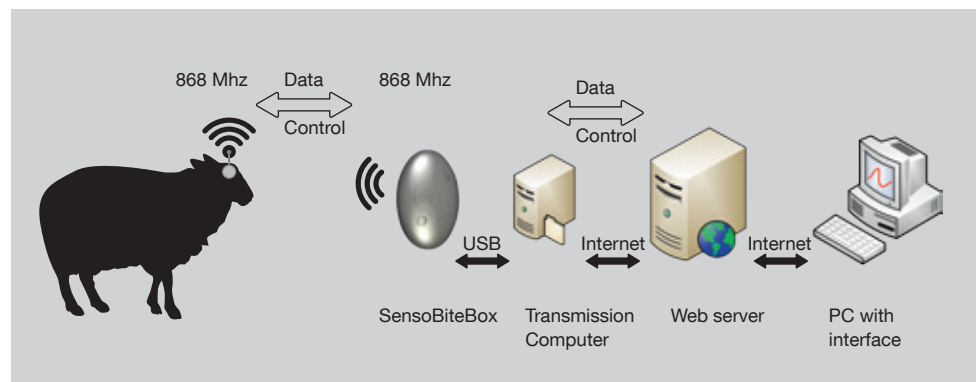 868 Mhz
Data
868 Mhz
Control
Data
Control
USB
Internet
Internet
SensoBiteBox
Transmission
Computer
Web server
PC with
interface